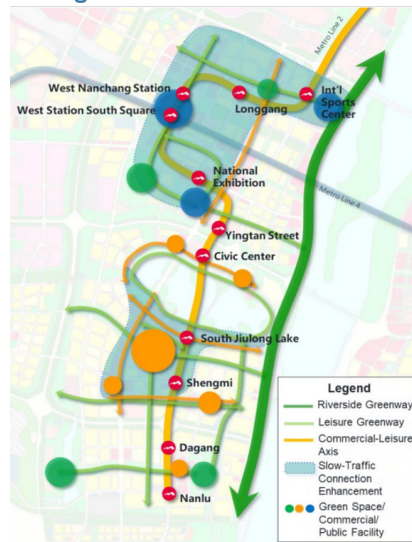 Metro Line 2
West Nanchang Station
West Station South Square
Longgang
Int'l
Sports
Center
National
Exhibition
Metro Line 4
Yingtan Street
Civic Center
South Jiulong Lake
Shengmi
Dagang
Nanlu
Legend
Riverside Greenway
Leisure Greenway
Commercial-Leisure
Axis
Slow-Traffic
Connection
Enhancement
Green Space/
Commercial/
Public Facility